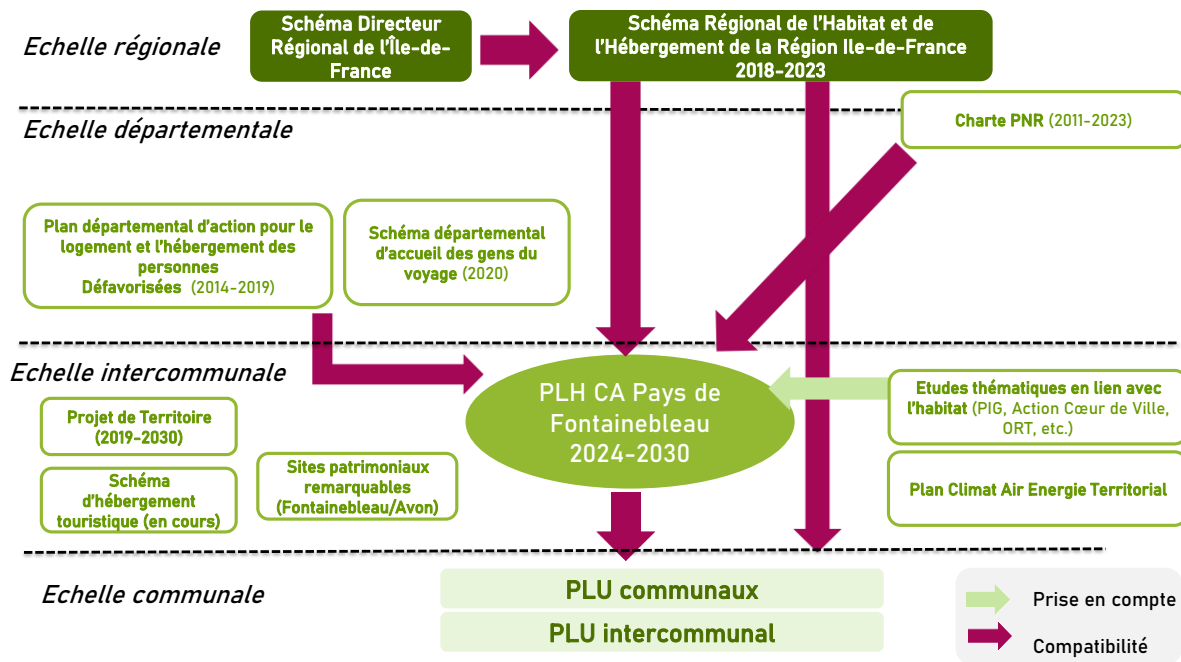 Echelle régionale
Schéma Directeur
Régional de l'Île-de-
France
Schéma Régional de l'Habitat et de
l'Hébergement de la Région Ile-de-France
2018-2023
Echelle départementale
Charte PNR (2011-2023)
Plan départemental d'action pour le
logement et l'hébergement des
personnes
Défavorisées (2014-2019)
Schéma départemental
d'accueil des gens du
voyage (2020)
Echelle intercommunale
PLH CA Pays de
Fontainebleau
2024-2030
Etudes thématiques en lien avec
l'habitat (PIG, Action Cœur de Ville,
ORT, etc.)
Projet de Territoire
(2019-2030)
Schéma
d'hébergement
touristique (en cours)
Sites patrimoniaux
remarquables
(Fontainebleau/Avon)
Plan Climat Air Energie Territorial
Echelle communale
PLU communaux
PLU intercommunal
Prise en compte
Compatibilité